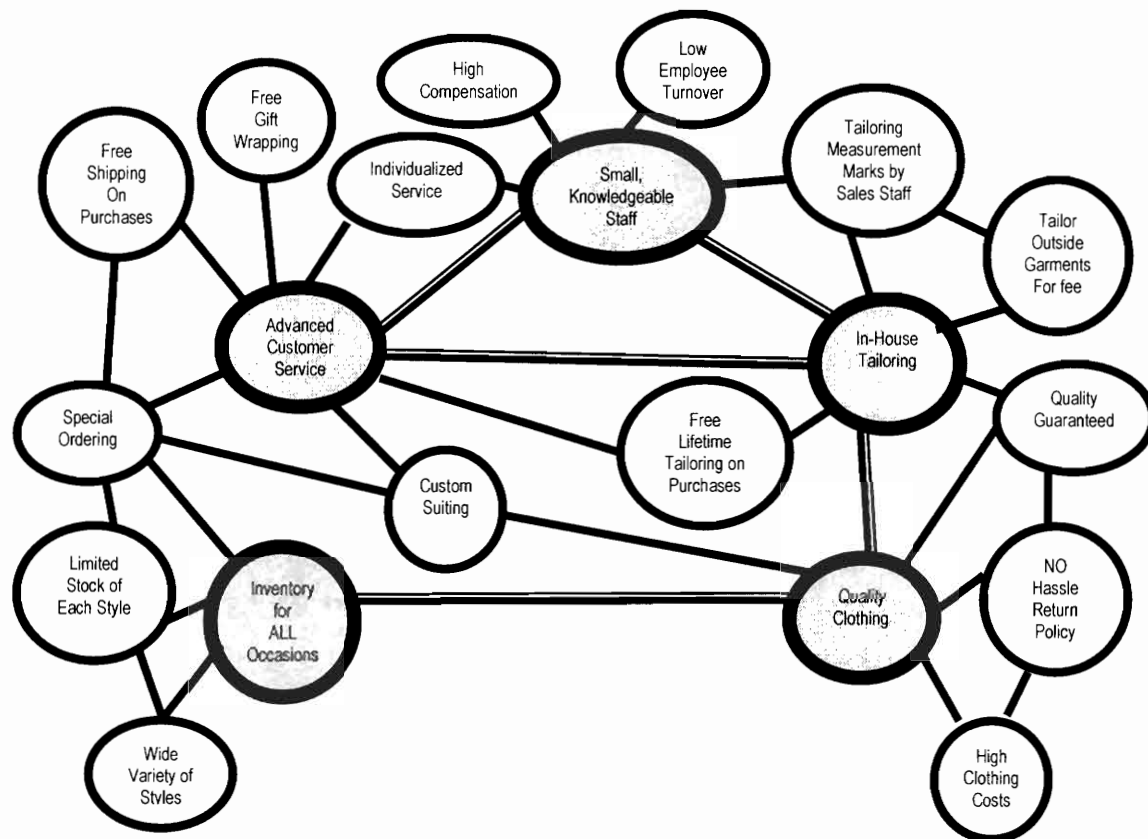 Low
Employee
Turnover
High
Compensation
Free
Gift
Wrapping
Free
Shipping
On
Purchases
Individualized
Service
Small,
Knowledgeable
Staff
Tailoring
Measurement
Marks by
Sales Staff
Tailor
Outside
Garments
For fee
Advanced
Customer
Service
In-House
Tailoring
Special
Ordering
Free
Lifetime
Tailoring on
Purchases
Quality
Guaranteed
Custom
Suiting
Limited
Stock of
Each Style
Inventory
for
ALL
Occasions
Quality
Clothing
NO
Hassle
Return
Policy
Wide
Variety of
Styles
High
Clothing
Costs